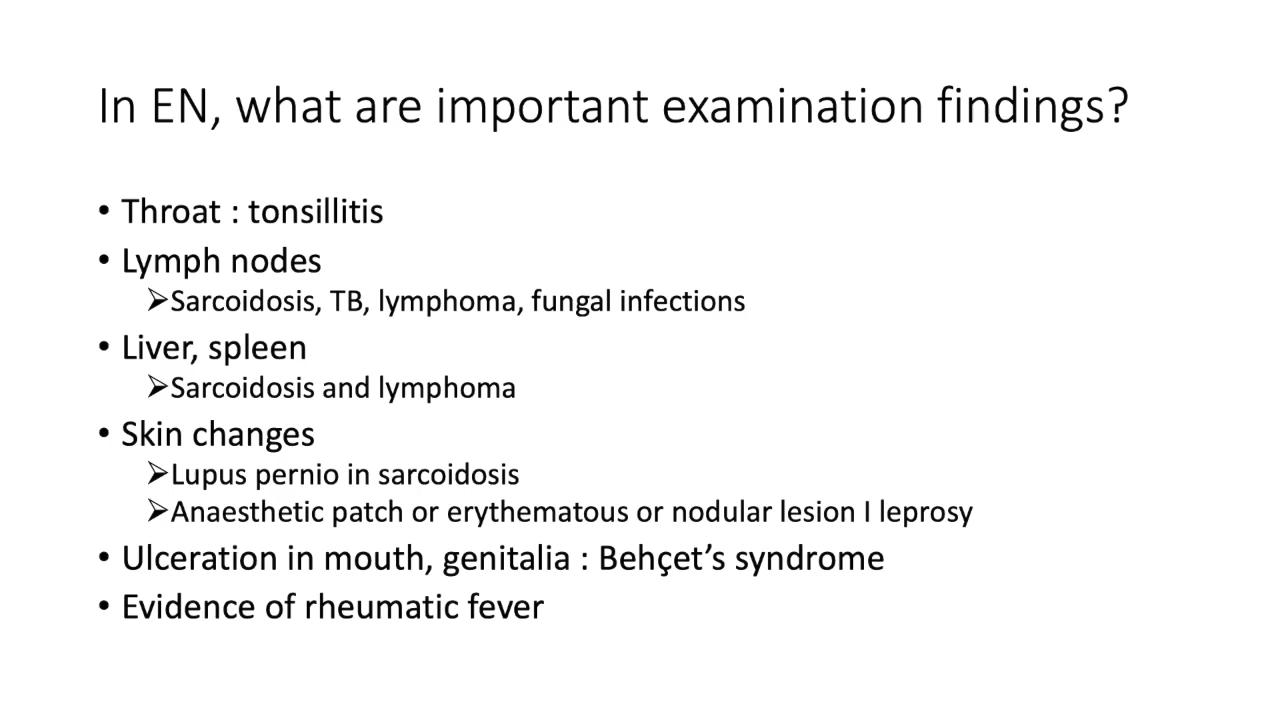 In EN, what are important examination findings?
• Throat : tonsillitis
• Lymph nodes
➢Sarcoidosis, TB, lymphoma, fungal infections
• Liver, spleen
➢Sarcoidosis and lymphoma
• Skin changes
➢Lupus pernio in sarcoidosis
➢Anaesthetic patch or erythematous or nodular lesion I leprosy
• Ulceration in mouth, genitalia : Behçet’s syndrome
• Evidence of rheumatic fever